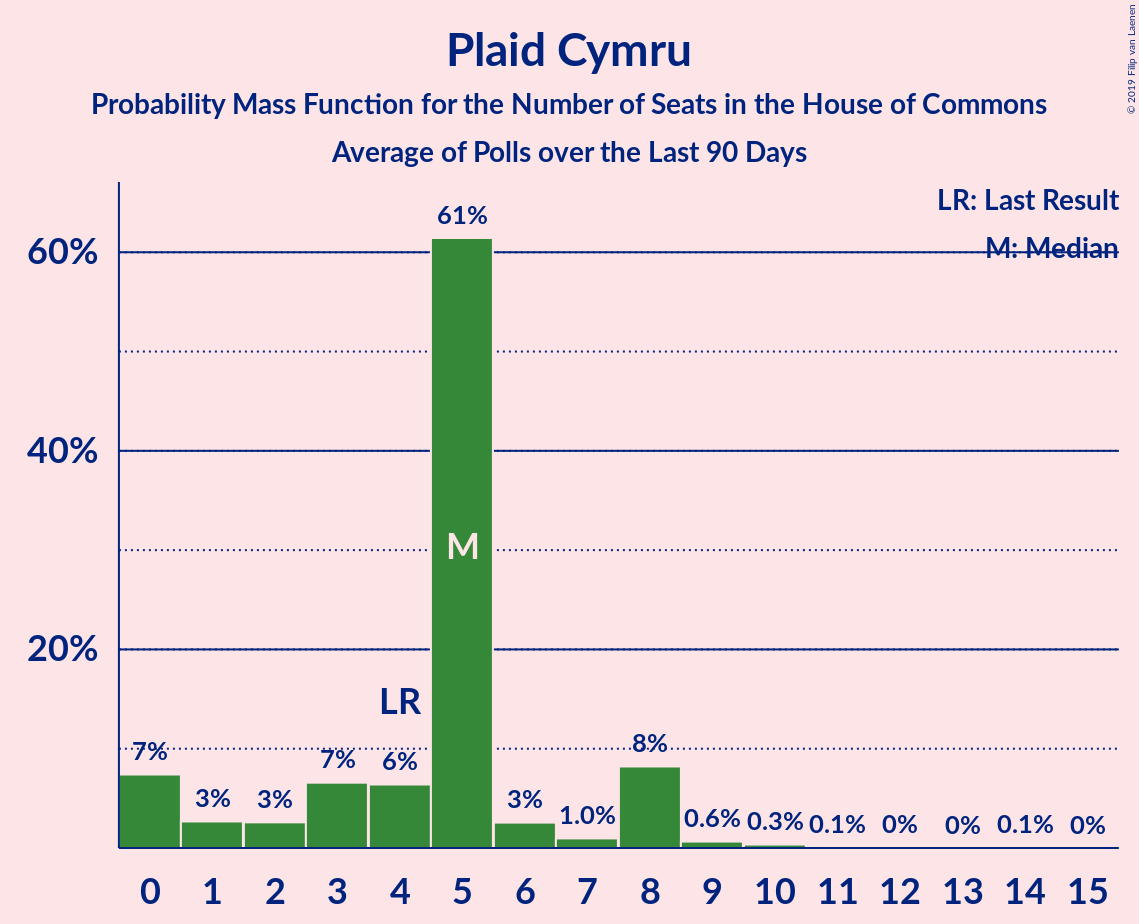 © 2019 Filip van Laenen
Plaid Cymru
Probability Mass Function for the Number of Seats in the House of Commons
Average of Polls over the Last 90 Days
LR: Last Result
M: Median
60%
40%
20%
7%
3%
3%
7%
6%
LR
61%
M
3%
1.0%
8%
0.6%
0.3%
0.1%
0%
0%
0.1%
0%
0 1 2 3 4 5 6 7 8 9 10 11 12 13 14 15